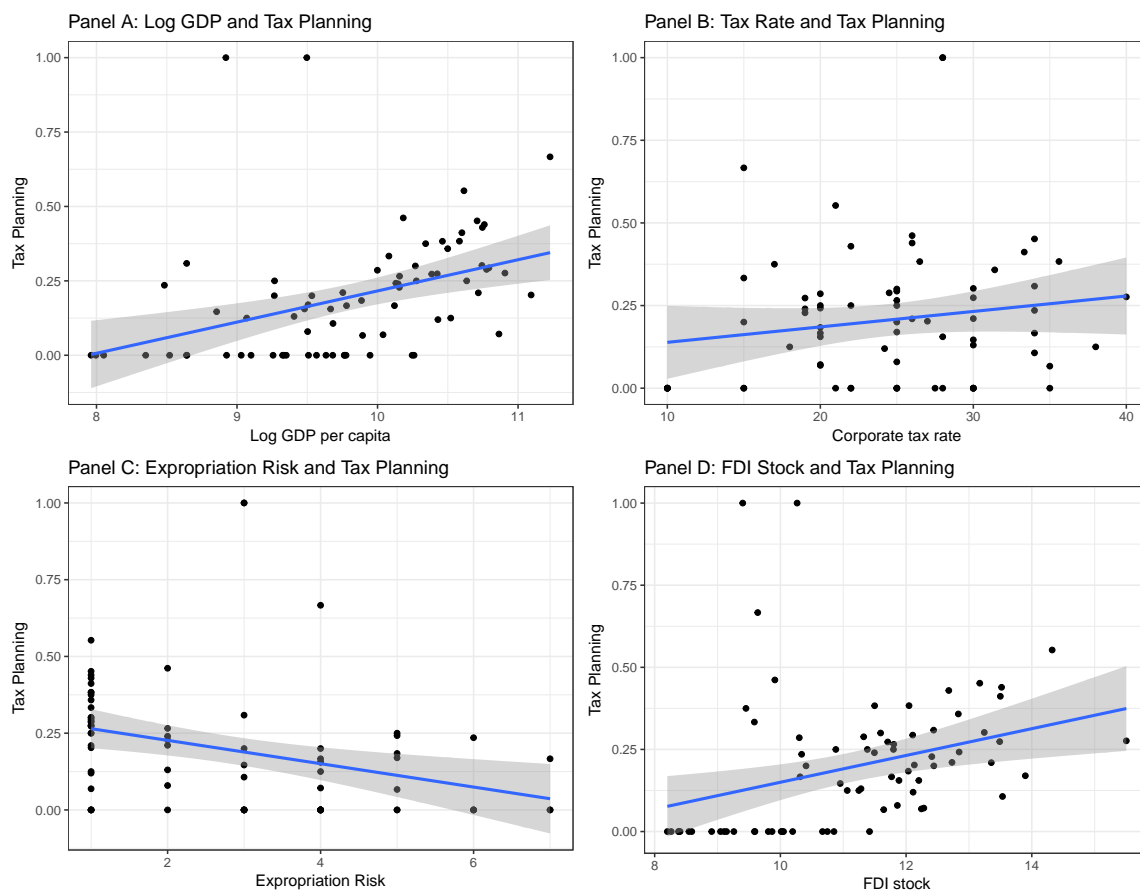 Panel A: Log GDP and Tax Planning
1.00
0.75
0.50
0.25
0.00
Tax Planning
8 9 10 11
Log GDP per capita
Panel B: Tax Rate and Tax Planning
1.00
0.75
0.50
0.25
0.00
Tax Planning
10 20 30 40
Corporate tax rate
Panel C: Expropriation Risk and Tax Planning
1.00
0.75
0.50
0.25
0.00
Tax Planning
2 4 6
Expropriation Risk
Panel D: FDI Stock and Tax Planning
1.00
0.75
0.50
0.25
0.00
Tax Planning
8 10 12 14
FDI stock